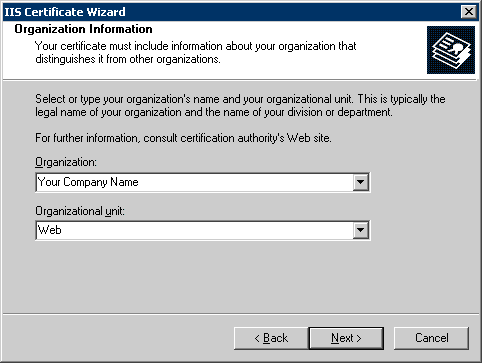 IIS Certificate Wizard
Organization Information
Your certificate must include information about your organization that
distinguishes it from other organizations.
Select or type your organization's name and your organizational unit. This is typically the
legal name of your organization and the name of your division or department.
For further information, consult certification authority's Web site.
Organization:
Your Company Name
Organizational unit:
Web
< Back Next > Cancel